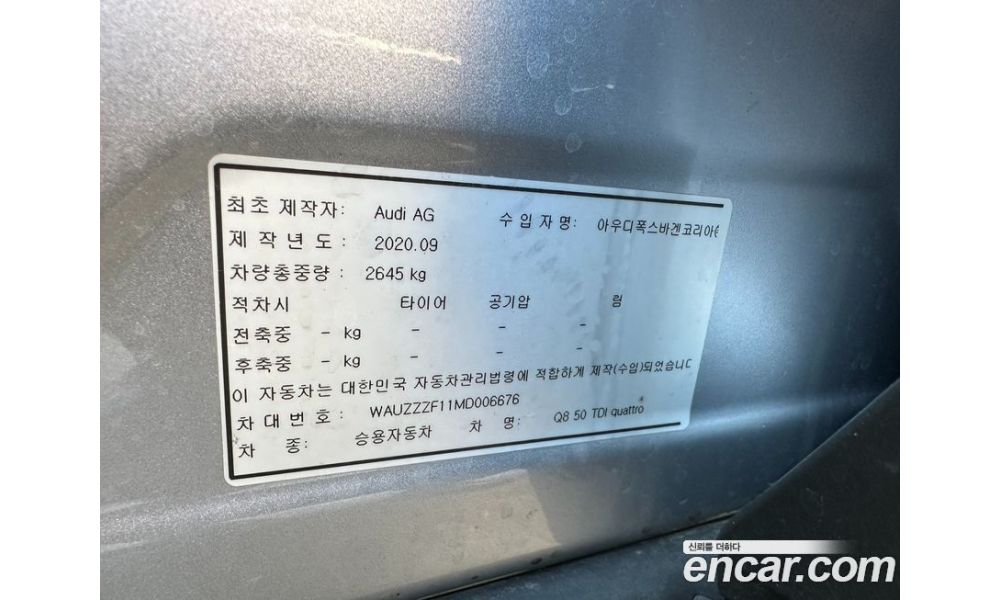 최초 제작자: Audi AG 수 입 자 명: 아우디폭스바겐코리아
제 작 년 도 : 2020.09
차량총중량 : 2645 kg
적차시 타이어 공기압 림
전축중 - kg - - -
후축중 - kg - - -
이 자동차는 대한민국 자동차관리법령에 적합하게 제작(수입)되었습니다
차 대 번 호 : WAUZZZF11MD006676
차 종: 승용자동차 차 명: Q8 50 TDI quattro
신뢰를 더하다
encar.com